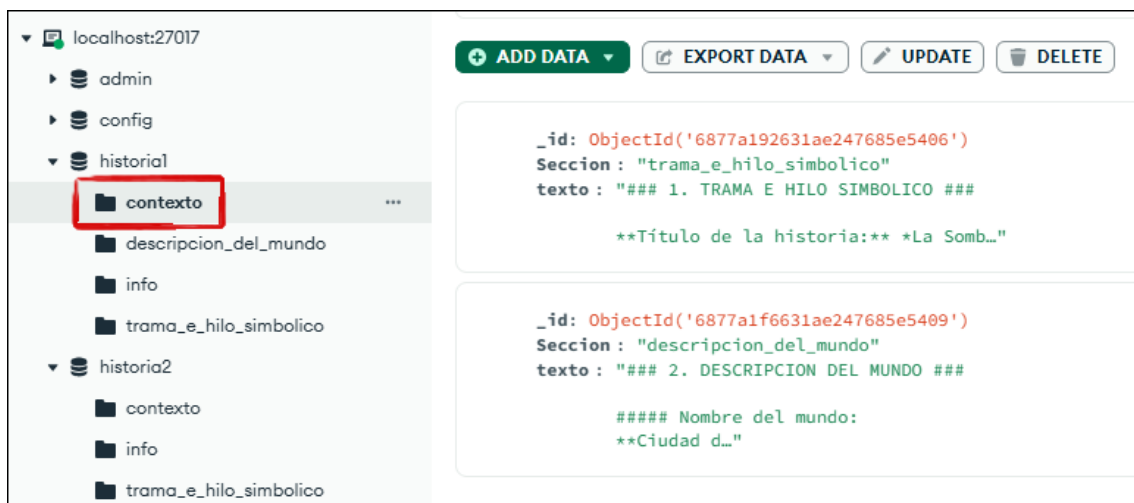 localhost:27017
admin
config
historia1
contexto
descripcion_del_mundo
info
trama_e_hilo_simbolico
historia2
contexto
info
trama_e_hilo_simbolico
ADD DATA EXPORT DATA UPDATE DELETE
_id: ObjectId('6877a192631ae247685e5406')
Seccion : "trama_e_hilo_simbolico"
texto : "### 1. TRAMA E HILO SIMBOLICO ###
**Título de la historia:** *La Somb…"
_id: ObjectId('6877a1f6631ae247685e5409')
Seccion : "descripcion_del_mundo"
texto : "### 2. DESCRIPCION DEL MUNDO ###
##### Nombre del mundo:
**Ciudad d…"